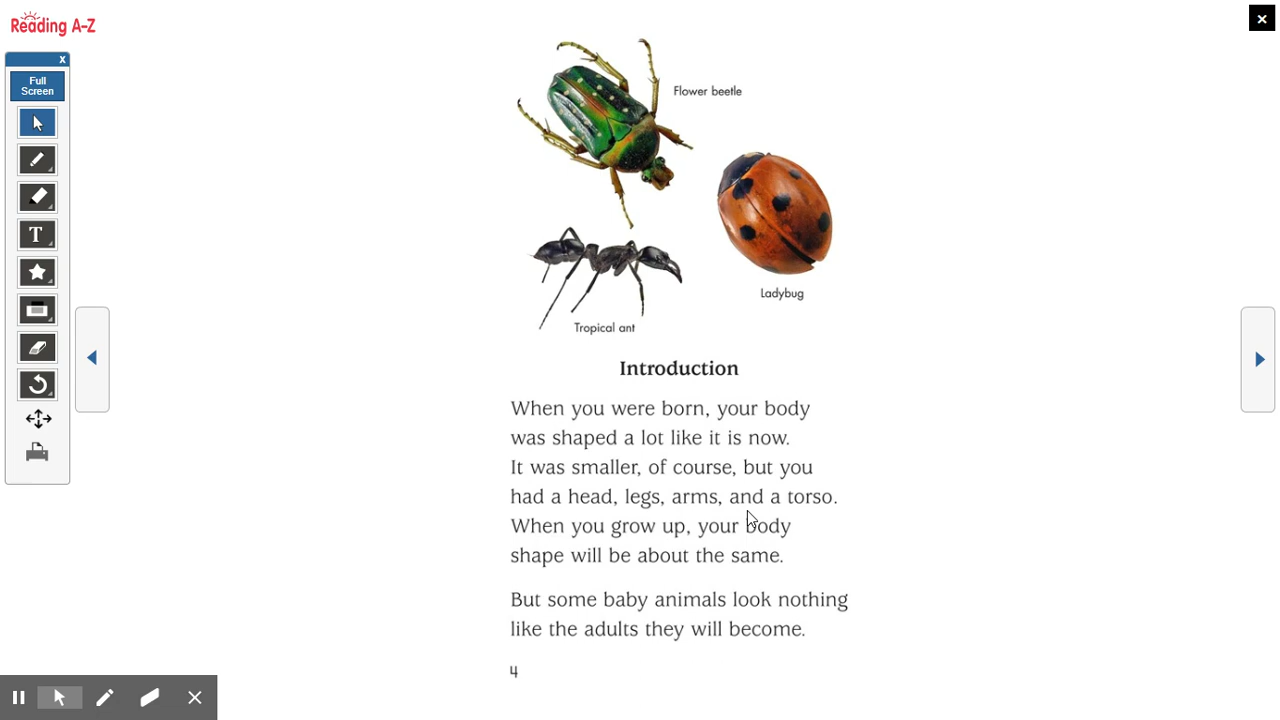 Reading A-Z
x
Full
Screen
T
Flower beetle
Ladybug
Tropical ant
Introduction
When you were born, your body
was shaped a lot like it is now.
It was smaller, of course, but you
had a head, legs, arms, and a torso.
When you grow up, your body
shape will be about the same.
But some baby animals look nothing
like the adults they will become.
4